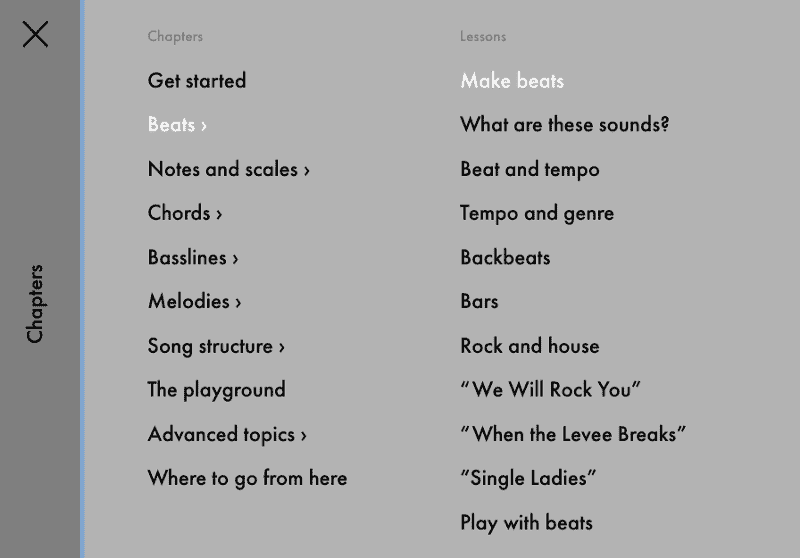 Chapters
Chapters
Get started
Beats ›
Notes and scales ›
Chords ›
Basslines ›
Melodies ›
Song structure ›
The playground
Advanced topics ›
Where to go from here
Lessons
Make beats
What are these sounds?
Beat and tempo
Tempo and genre
Backbeats
Bars
Rock and house
“We Will Rock You”
“When the Levee Breaks”
“Single Ladies”
Play with beats